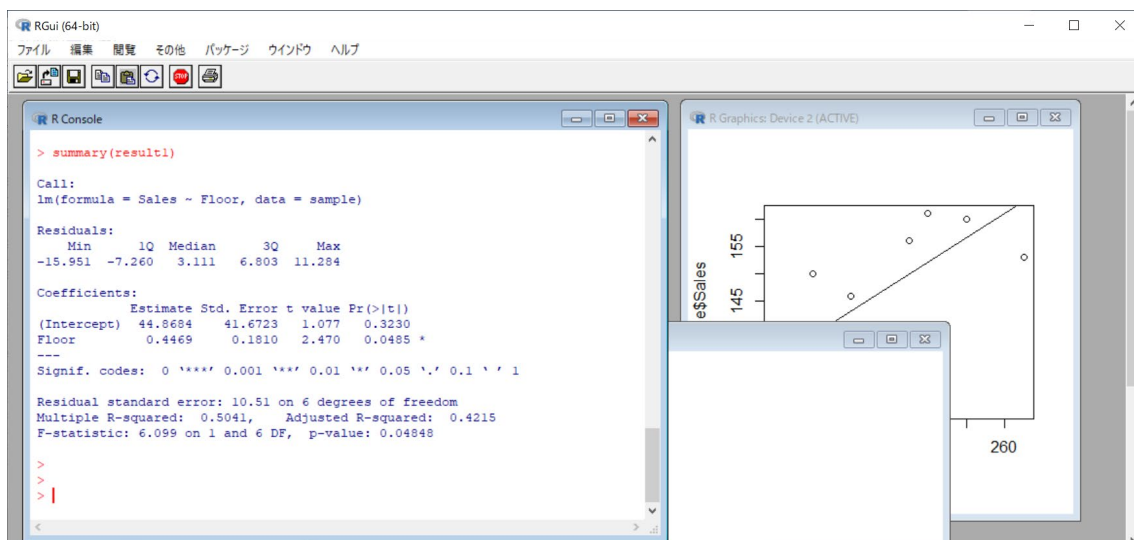 RGui (64-bit)
ファイル 編集 閲覧 その他 パッケージ ウインドウ ヘルプ
STOP
R Console
> summary(result1)
Call:
lm(formula = Sales ~ Floor, data = sample)
Residuals:
Min 1Q Median 3Q Max
-15.951 -7.260 3.111 6.803 11.284
Coefficients:
Estimate Std. Error t value Pr(>|t|)
(Intercept) 44.8684 41.6723 1.077 0.3230
Floor 0.4469 0.1810 2.470 0.0485 *
---
Signif. codes: 0 ‘***’ 0.001 ‘**’ 0.01 ‘*’ 0.05 ‘.’ 0.1 ‘ ’ 1
Residual standard error: 10.51 on 6 degrees of freedom
Multiple R-squared: 0.5041, Adjusted R-squared: 0.4215
F-statistic: 6.099 on 1 and 6 DF, p-value: 0.04848
>
>
>
R Graphics: Device 2 (ACTIVE)
e$Sales
155
145
260